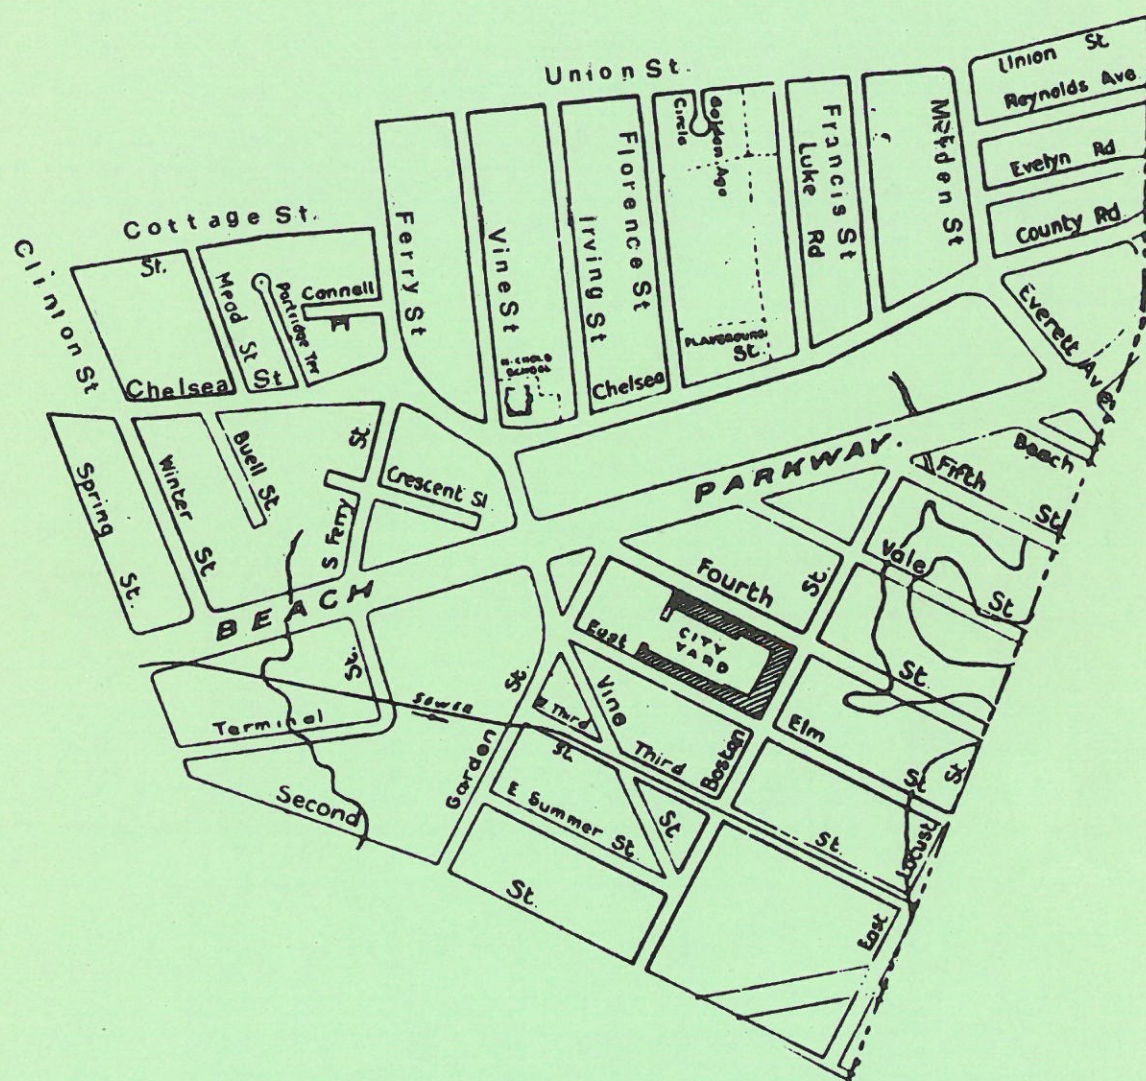 Union St.
Union St
Reynolds Ave
Evelyn Rd
County Rd
Everett Ave.
Malden St
Francis St
Luke Rd
Golden Age
Circle
PLAYGROUND
Florence St
Irving St
Vine St
SCHOOL
Chelsea St.
Ferry St
Cottage St.
Connell
Partridge Ter
Mead St
St.
Clinton St
Chelsea St
Spring St.
Winter St
Buell St.
S Ferry St.
Crescent St
BEACH PARKWAY.
Beach St
Fifth
Vale St
Fourth St.
CITY
YARD
East Elm St
Vine St
Boston St.
E Third
Third St.
St.
Sewer
Garden St
E Summer St.
Terminal St.
Second St.
Locust St
East